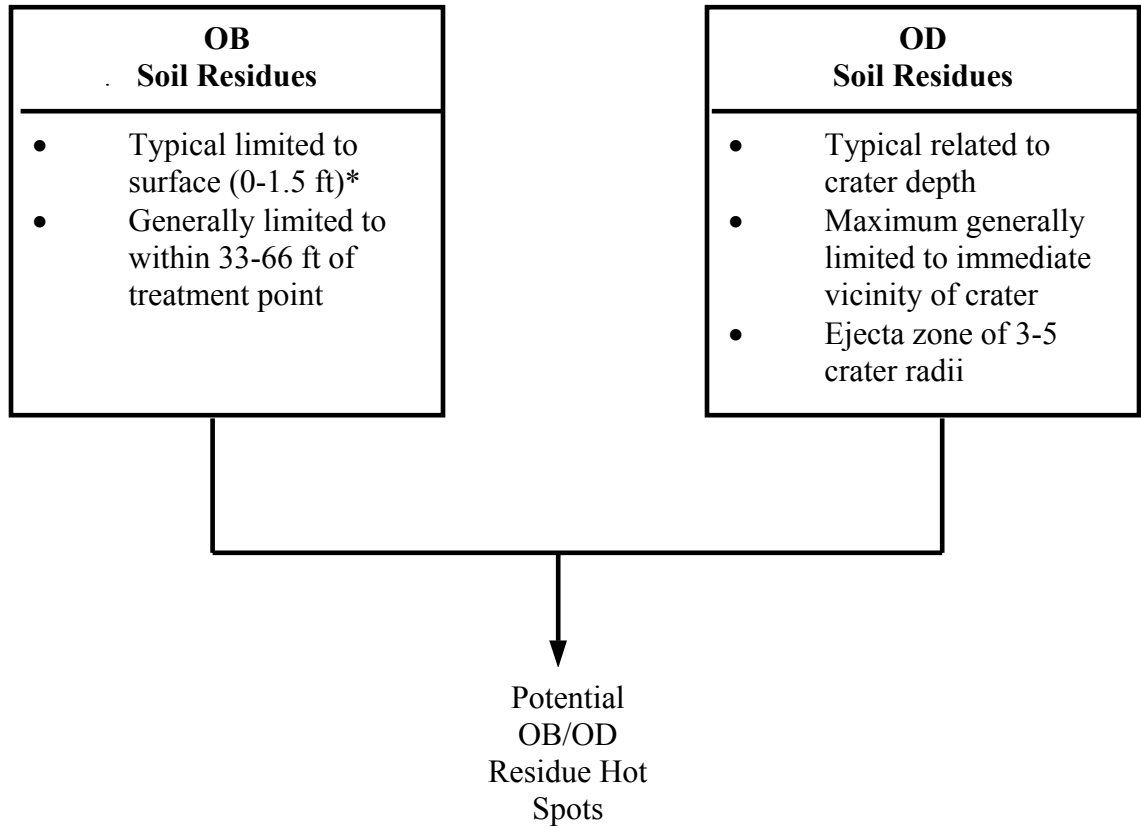 OB
Soil Residues
• Typical limited to
surface (0-1.5 ft)*
• Generally limited to
within 33-66 ft of
treatment point
OD
Soil Residues
• Typical related to
crater depth
• Maximum generally
limited to immediate
vicinity of crater
• Ejecta zone of 3-5
crater radii
Potential
OB/OD
Residue Hot
Spots